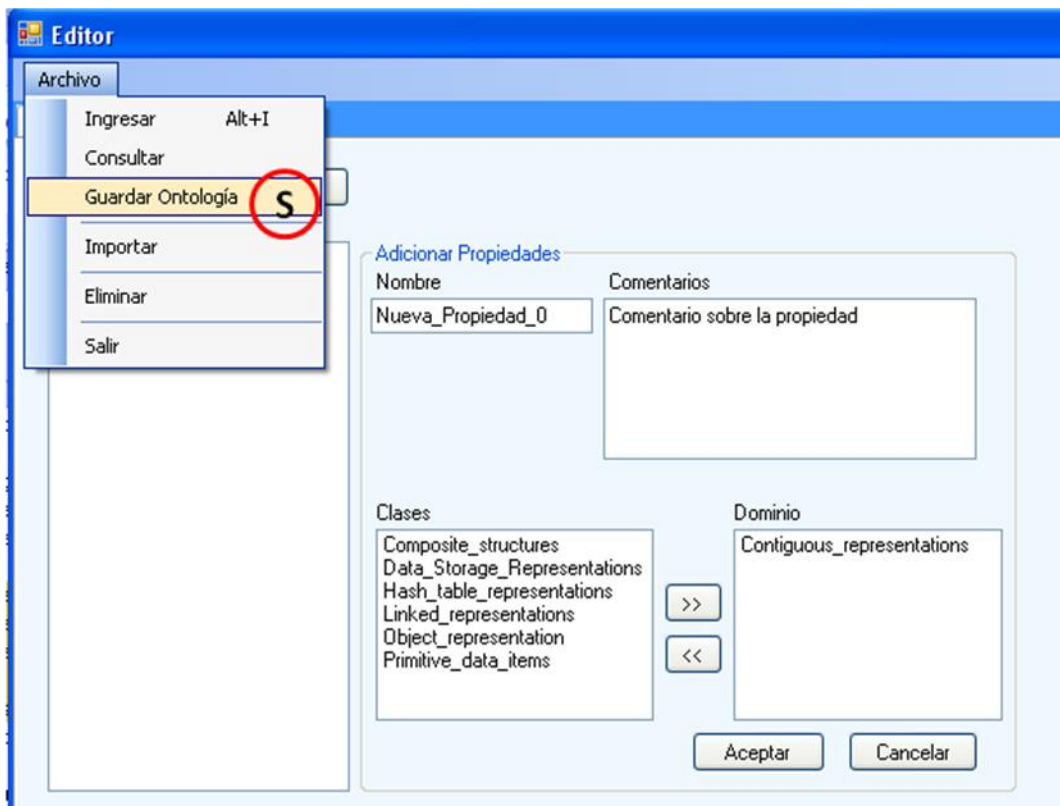 Editor
Archivo
Ingresar Alt+I
Consultar
Guardar Ontología S
Importar
Eliminar
Salir
Adicionar Propiedades
Nombre
Nueva_Propiedad_0
Comentarios
Comentario sobre la propiedad
Clases
Composite_structures
Data_Storage_Representations
Hash_table_representations
Linked_representations
Object_representation
Primitive_data_items
>>
<<
Dominio
Contiguous_representations
Aceptar
Cancelar